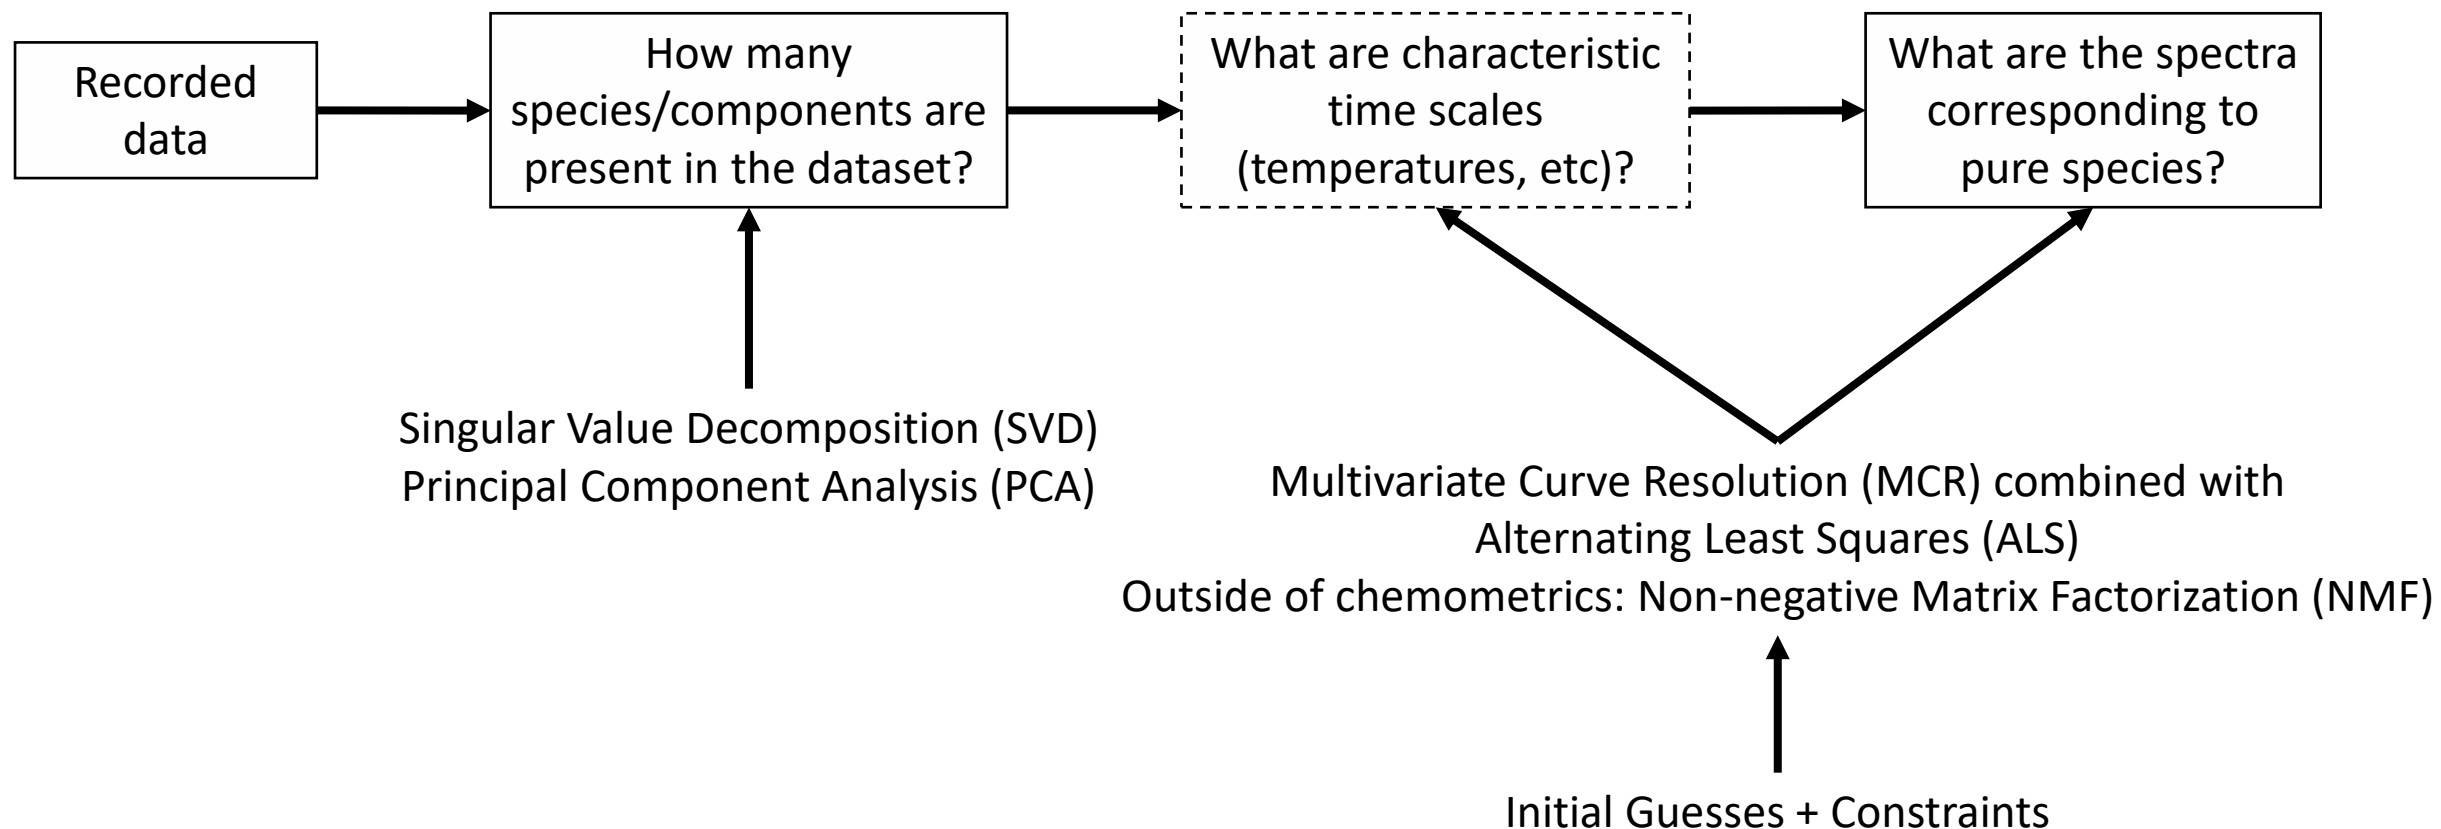 Recorded
data
How many
species/components are
present in the dataset?
What are characteristic
time scales
(temperatures, etc)?
What are the spectra
corresponding to
pure species?
Singular Value Decomposition (SVD)
Principal Component Analysis (PCA)
Multivariate Curve Resolution (MCR) combined with
Alternating Least Squares (ALS)
Outside of chemometrics: Non-negative Matrix Factorization (NMF)
Initial Guesses + Constraints